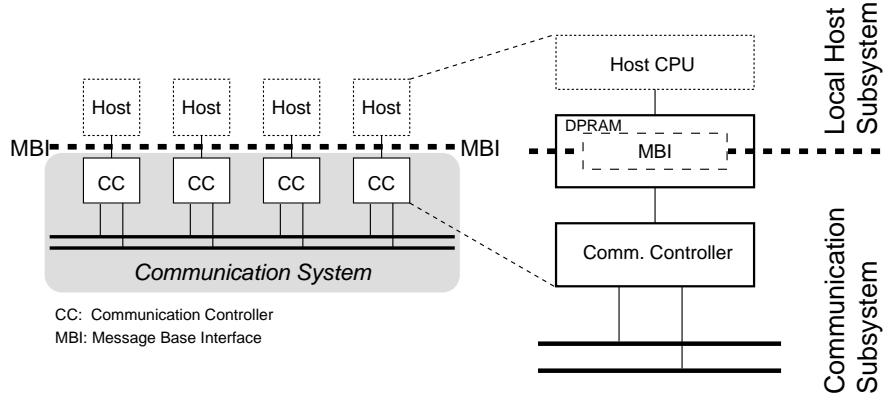 Host CPU
Local Host
Subsystem
Host Host Host Host
DPRAM
MBI MBI
MBI
CC CC CC CC
Comm. Controller
Communication System
CC: Communication Controller
MBI: Message Base Interface
Communication
Subsystem